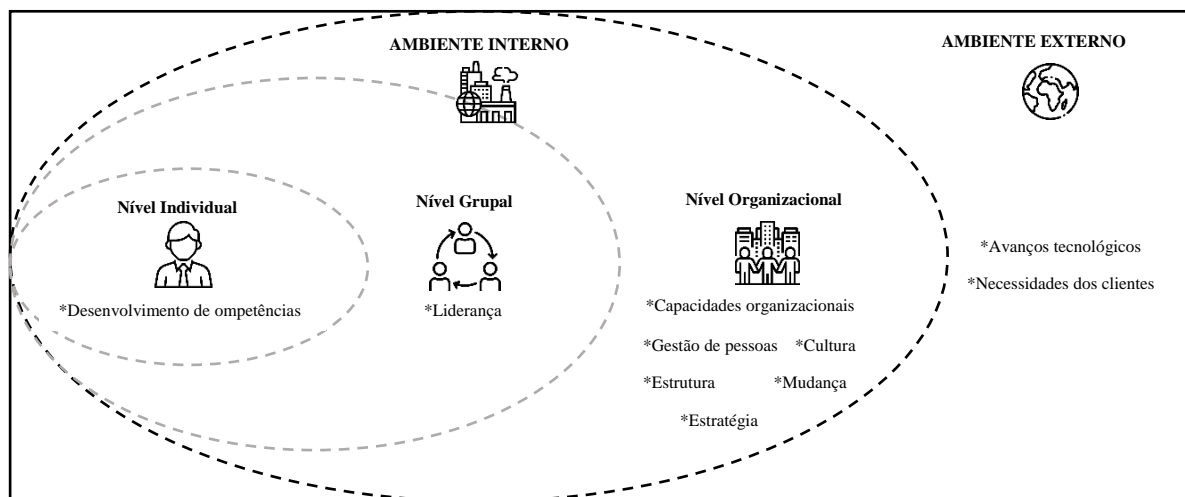 AMBIENTE INTERNO
AMBIENTE EXTERNO
Nível Individual
*Desenvolvimento de ompetências
Nível Grupal
*Liderança
Nível Organizacional
*Capacidades organizacionais
*Gestão de pessoas *Cultura
*Estrutura *Mudança
*Estratégia
*Avanços tecnológicos
*Necessidades dos clientes